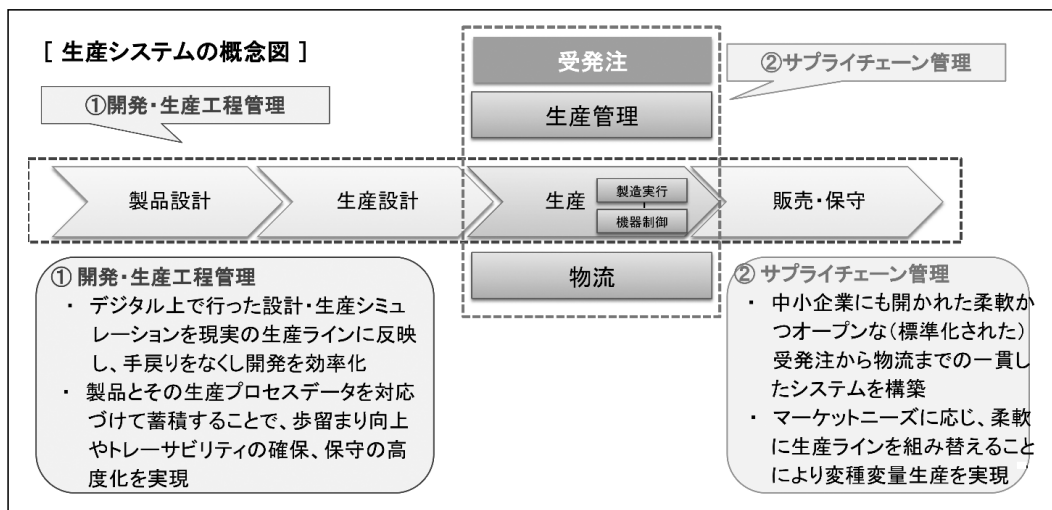 [ 生産システムの概念図 ]
受発注
②サプライチェーン管理
①開発・生産工程管理
生産管理
製品設計
生産設計
生産
製造実行
機器制御
販売・保守
物流
① 開発・生産工程管理
・ デジタル上で行った設計・生産シミュ
レーションを現実の生産ラインに反映
し、手戻りをなくし開発を効率化
・ 製品とその生産プロセスデータを対応
づけて蓄積することで、歩留まり向上
やトレーサビリティの確保、保守の高
度化を実現
② サプライチェーン管理
・ 中小企業にも開かれた柔軟か
つオープンな(標準化された)
受発注から物流までの一貫し
たシステムを構築
・ マーケットニーズに応じ、柔軟
に生産ラインを組み替えること
により変種変量生産を実現